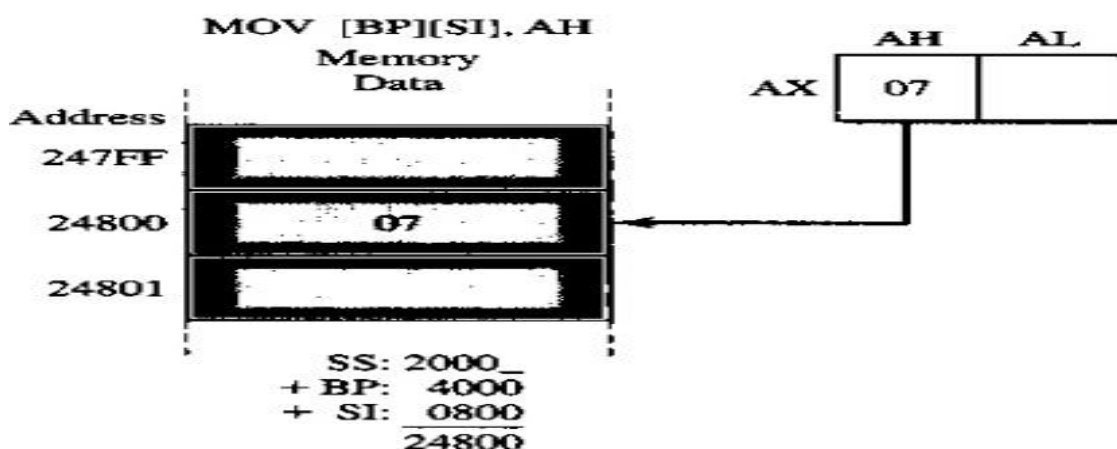 MOV [BP][SI], AH
Memory
Data
AH AL
AX 07
Address
247FF
24800 07
24801
SS: 2000_
+ BP: 4000
+ SI: 0800
24800